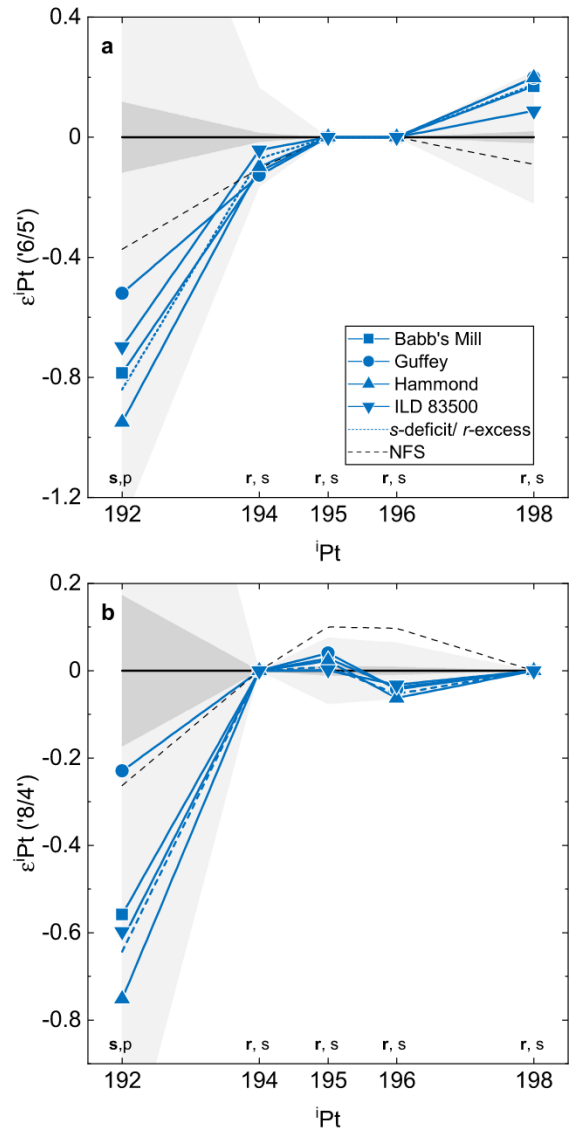 a
0.4
0
-0.4
-0.8
-1.2
εⁱPt ('6/5')
Babb's Mill
Guffey
Hammond
ILD 83500
s-deficit/ r-excess
NFS
s,p
r, s
r, s
r, s
r, s
192
194
195
196
198
ⁱPt
b
0.2
0
-0.2
-0.4
-0.6
-0.8
εⁱPt ('8/4')
s,p
r, s
r, s
r, s
r, s
192
194
195
196
198
ⁱPt